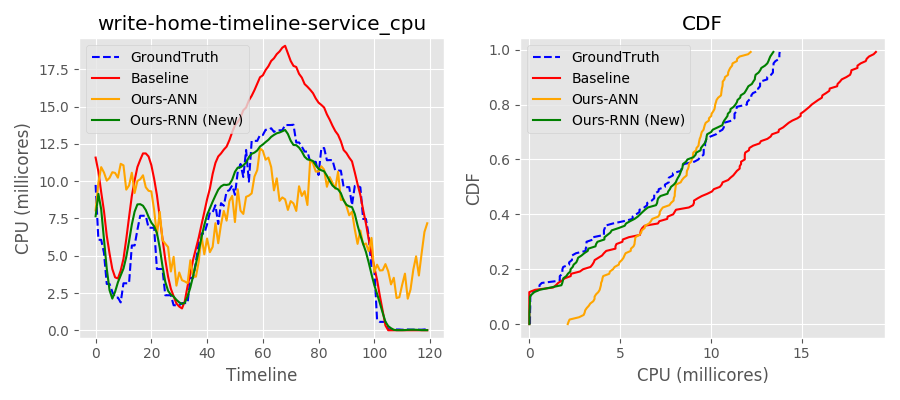 write-home-timeline-service_cpu
CPU (millicores)
17.5
15.0
12.5
10.0
7.5
5.0
2.5
0.0
GroundTruth
Baseline
Ours-ANN
Ours-RNN (New)
0
20
40
60
80
100
120
Timeline
CDF
CDF
1.0
0.8
0.6
0.4
0.2
0.0
GroundTruth
Baseline
Ours-ANN
Ours-RNN (New)
0
5
10
15
CPU (millicores)